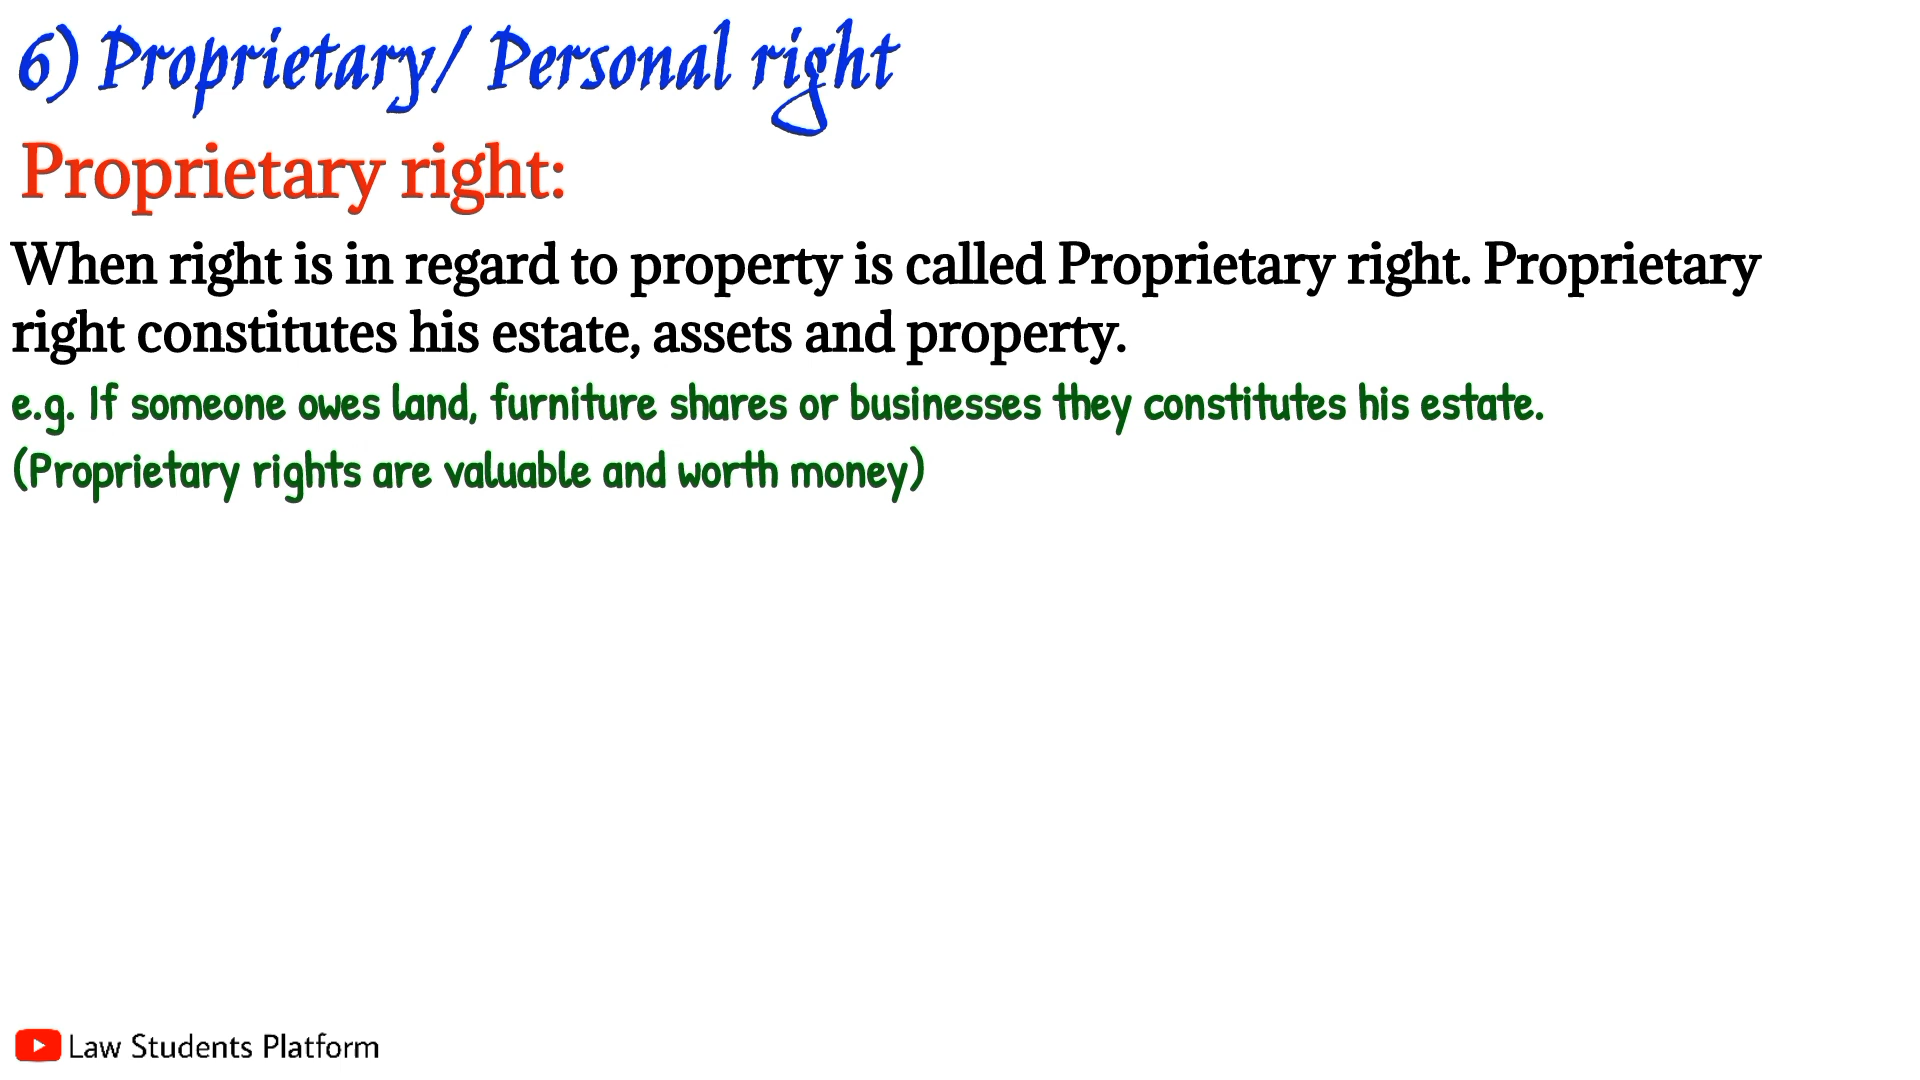 6) Proprietary/ Personal right
Proprietary right:
When right is in regard to property is called Proprietary right. Proprietary
right constitutes his estate, assets and property.
e.g. If someone owes land, furniture shares or businesses they constitutes his estate.
(Proprietary rights are valuable and worth money)
Law Students Platform